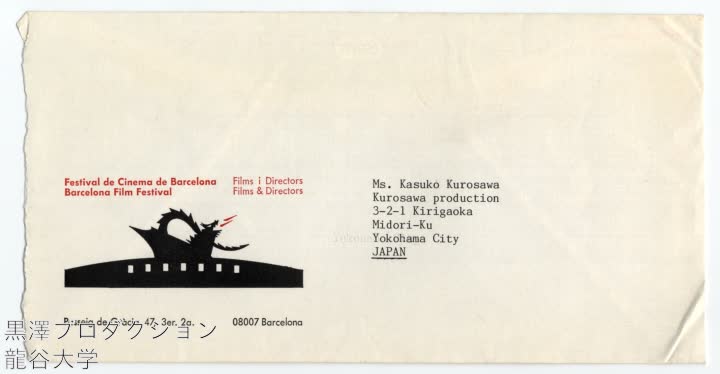 Festival de Cinema de Barcelona Films i Directors
Barcelona Film Festival Films & Directors
Ms. Kasuko Kurosawa
Kurosawa production
3-2-1 Kirigaoka
Midori-Ku
Yokohama City
JAPAN
Passeig de Gràcia 47, 3er. 2a. 08007 Barcelona
黒澤プロダクション
龍谷大学